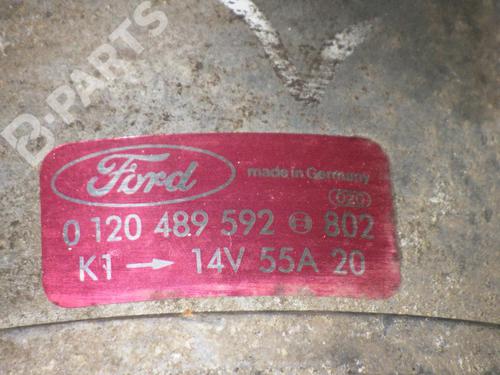 B-PARTS
V
Ford
made in Germany
020
0 120 489 592 802
K1 → 14V 55A 20